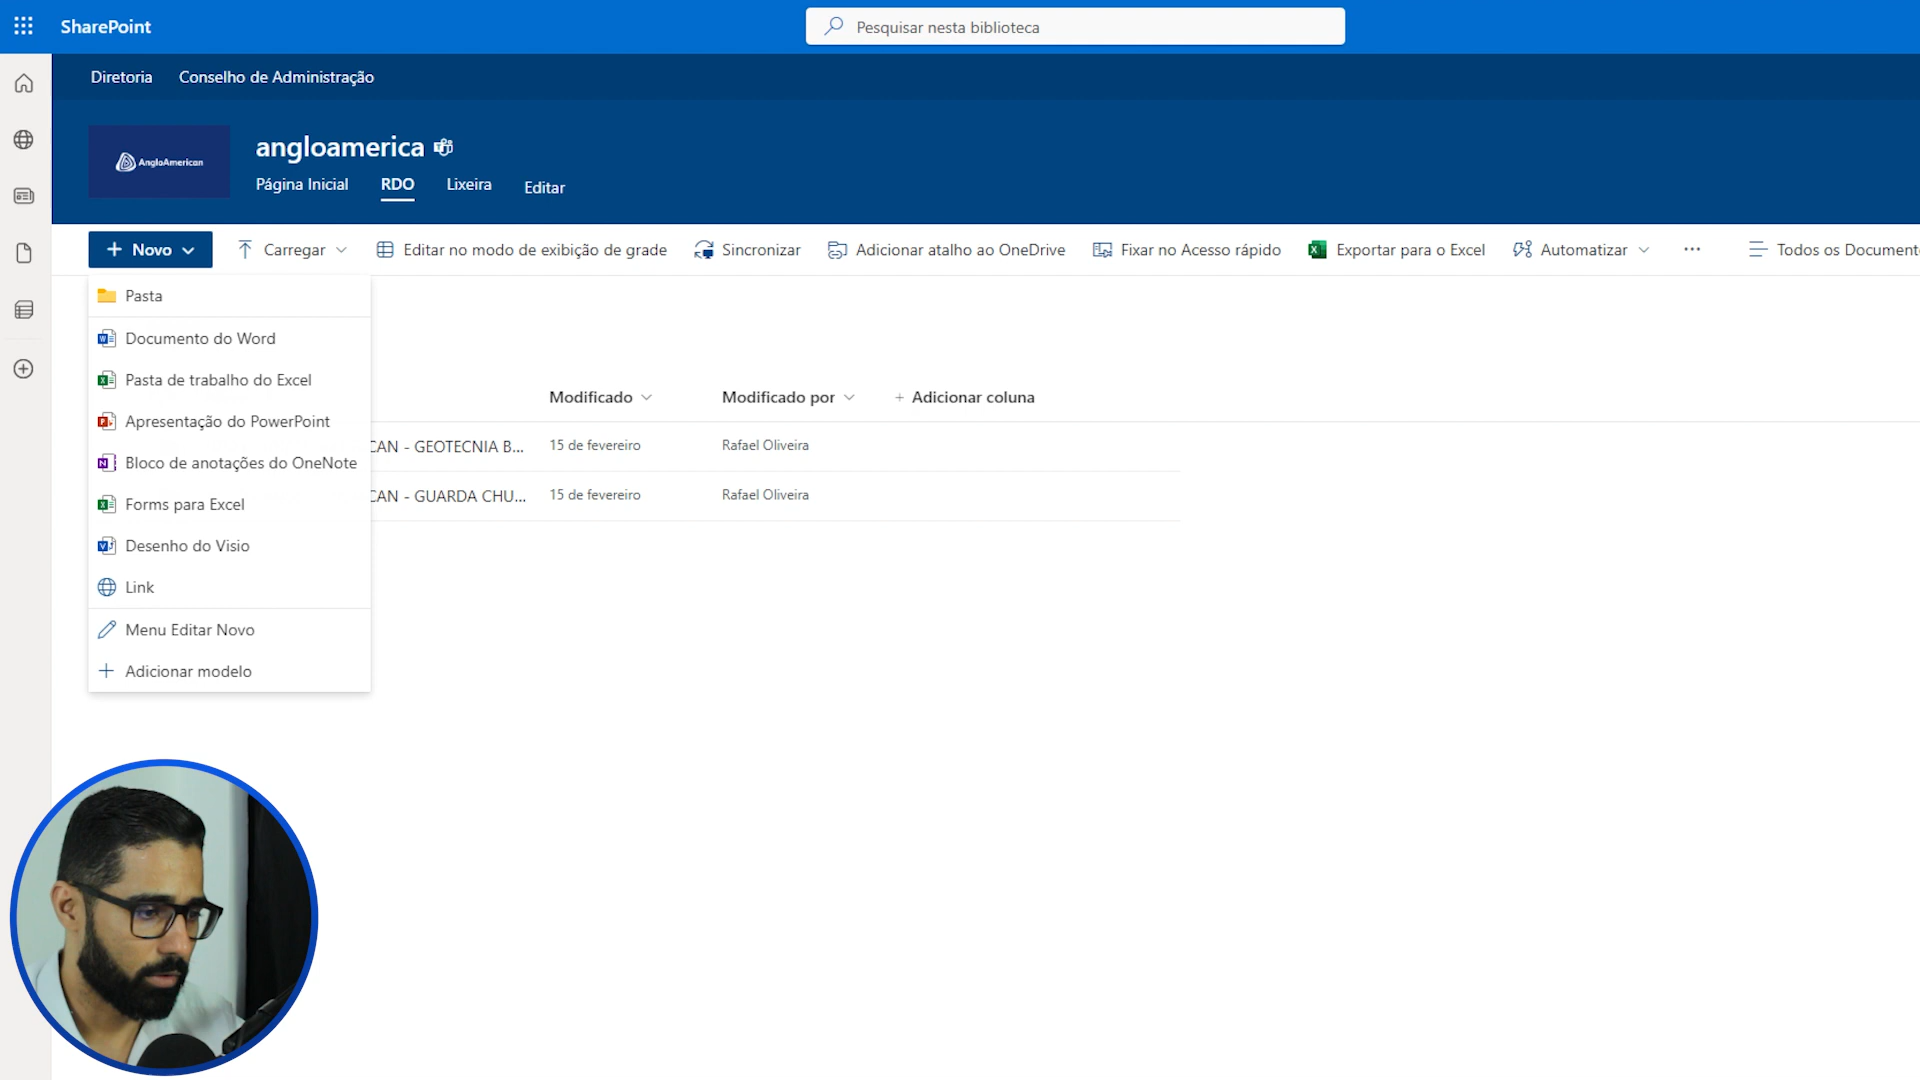 SharePoint
Pesquisar nesta biblioteca
Diretoria Conselho de Administração
AngloAmerican
angloamerica
Página Inicial RDO Lixeira Editar
Novo Carregar Editar no modo de exibição de grade Sincronizar Adicionar atalho ao OneDrive Fixar no Acesso rápido Exportar para o Excel Automatizar ... Todos os Document
Pasta
Documento do Word
Pasta de trabalho do Excel
Apresentação do PowerPoint
Bloco de anotações do OneNote
Forms para Excel
Desenho do Visio
Link
Menu Editar Novo
Adicionar modelo
Modificado Modificado por + Adicionar coluna
CAN - GEOTECNIA B... 15 de fevereiro Rafael Oliveira
CAN - GUARDA CHU... 15 de fevereiro Rafael Oliveira